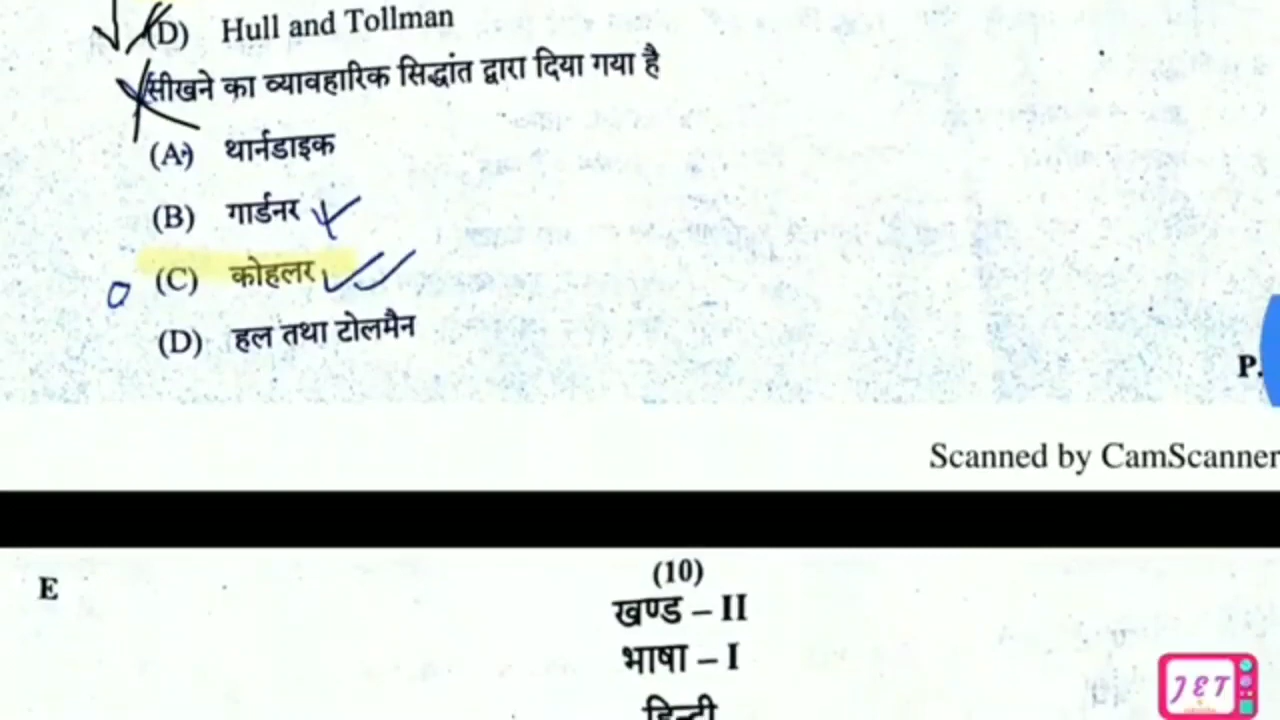 (D) Hull and Tollman
सीखने का व्यावहारिक सिद्धांत द्वारा दिया गया है
(A) थार्नडाइक
(B) गार्डनर
(C) कोहलर
(D) हल तथा टोलमैन
P.
Scanned by CamScanner
E
(10)
खण्ड – II
भाषा – I
हिन्दी
JET